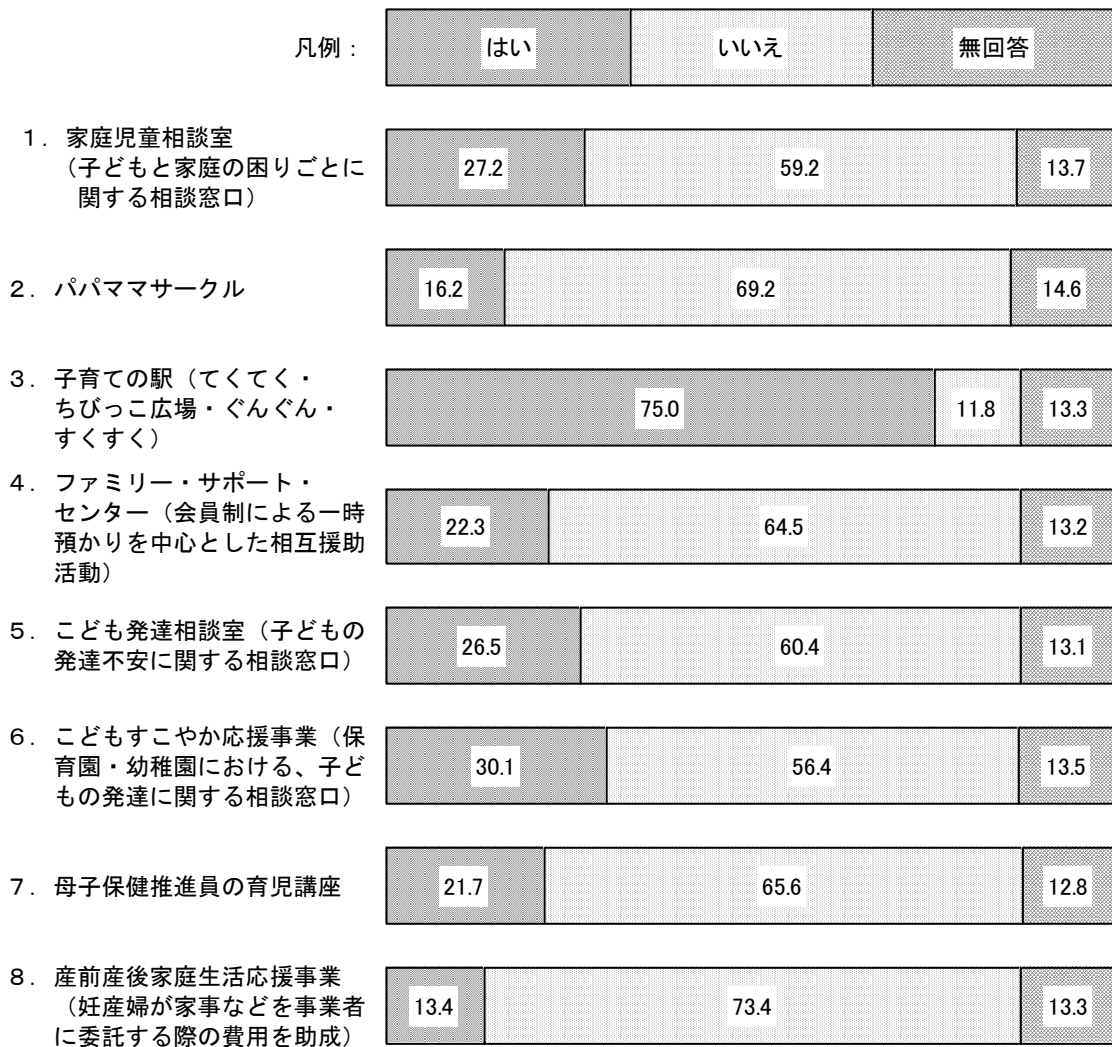 凡例：
はい
いいえ
無回答
１．家庭児童相談室
（子どもと家庭の困りごとに
関する相談窓口）
27.2
59.2
13.7
２．パパママサークル
16.2
69.2
14.6
３．子育ての駅（てくてく・
ちびっこ広場・ぐんぐん・
すくすく）
75.0
11.8
13.3
４．ファミリー・サポート・
センター（会員制による一時
預かりを中心とした相互援助
活動）
22.3
64.5
13.2
５．こども発達相談室（子どもの
発達不安に関する相談窓口）
26.5
60.4
13.1
６．こどもすこやか応援事業（保
育園・幼稚園における、子ど
もの発達に関する相談窓口）
30.1
56.4
13.5
７．母子保健推進員の育児講座
21.7
65.6
12.8
８．産前産後家庭生活応援事業
（妊産婦が家事などを事業者
に委託する際の費用を助成）
13.4
73.4
13.3